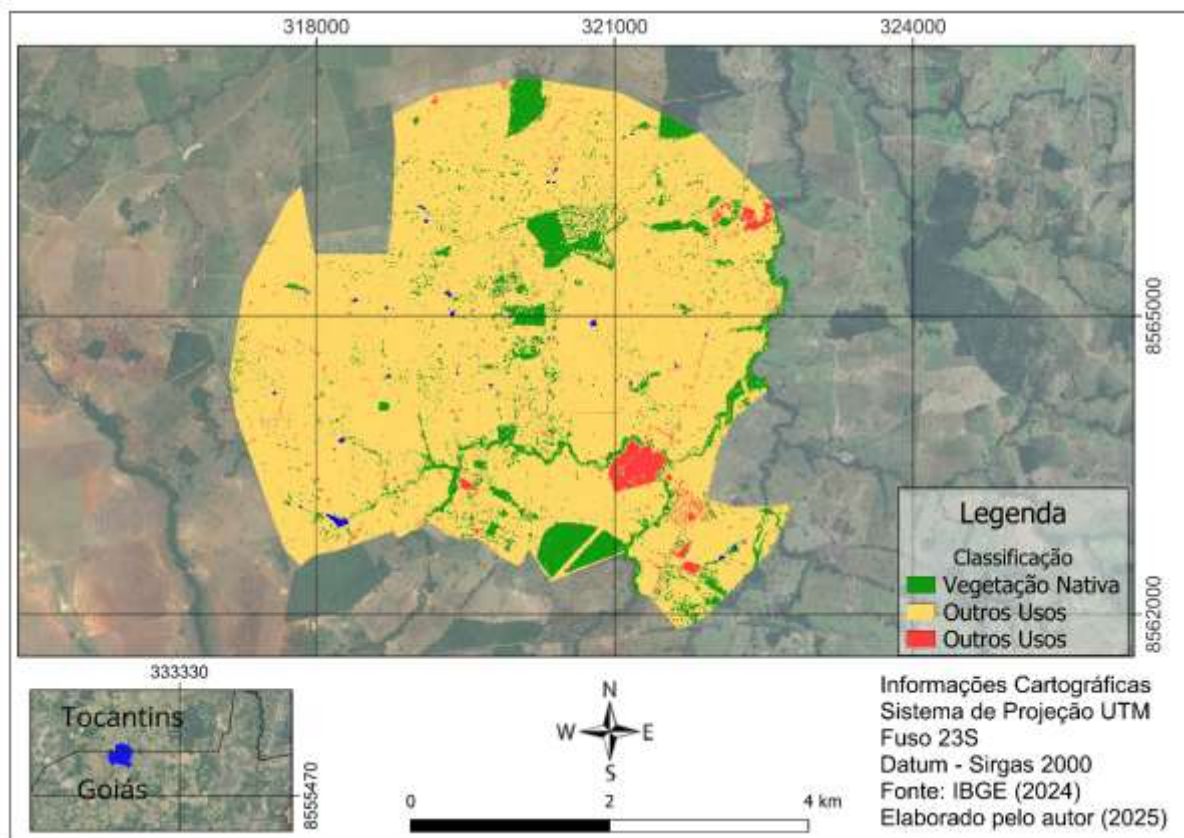 318000
321000
324000
8565000
8562000
Legenda
Classificação
Vegetação Nativa
Outros Usos
Outros Usos
333330
8555470
Tocantins
Goiás
N
W
E
S
0
2
4 km
Informações Cartográficas
Sistema de Projeção UTM
Fuso 23S
Datum - Sirgas 2000
Fonte: IBGE (2024)
Elaborado pelo autor (2025)